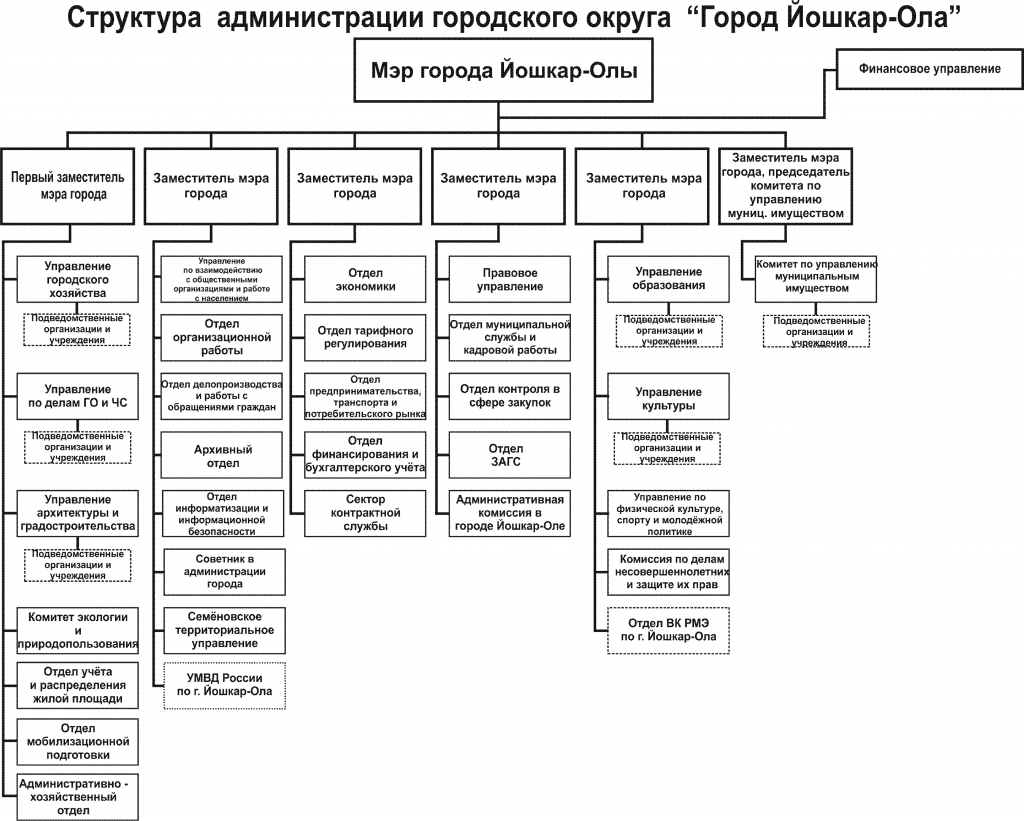 Структура администрации городского округа “Город Йошкар-Ола”
Мэр города Йошкар-Олы
Финансовое управление
Первый заместитель
мэра города
Заместитель мэра
города
Заместитель мэра
города
Заместитель мэра
города
Заместитель мэра
города
Заместитель мэра
города, председатель
комитета по
управлению
муниц. имуществом
Управление
городского
хозяйства
Подведомственные
организации и
учреждения
Управление
по делам ГО и ЧС
Подведомственные
организации и
учреждения
Управление
архитектуры и
градостроительства
Подведомственные
организации и
учреждения
Комитет экологии
и
природопользования
Отдел учёта
и распределения
жилой площади
Отдел
мобилизационной
подготовки
Административно -
хозяйственный
отдел
Управление
по взаимодействию
с общественными
организациями и работе
с населением
Отдел
организационной
работы
Отдел делопроизводства
и работы с
обращениями граждан
Архивный
отдел
Отдел
информатизации и
информационной
безопасности
Советник в
администрации
города
Семёновское
территориальное
управление
УМВД России
по г. Йошкар-Ола
Отдел
экономики
Отдел тарифного
регулирования
Отдел
предпринимательства,
транспорта и
потребительского рынка
Отдел
финансирования и
бухгалтерского учёта
Сектор
контрактной
службы
Правовое
управление
Отдел муниципальной
службы и
кадровой работы
Отдел контроля в
сфере закупок
Отдел
ЗАГС
Административная
комиссия в
городе Йошкар-Оле
Управление
образования
Подведомственные
организации и
учреждения
Управление
культуры
Подведомственные
организации и
учреждения
Управление по
физической культуре,
спорту и молодёжной
политике
Комиссия по делам
несовершеннолетних
и защите их прав
Отдел ВК РМЭ
по г. Йошкар-Ола
Комитет по управлению
муниципальным
имуществом
Подведомственные
организации и
учреждения